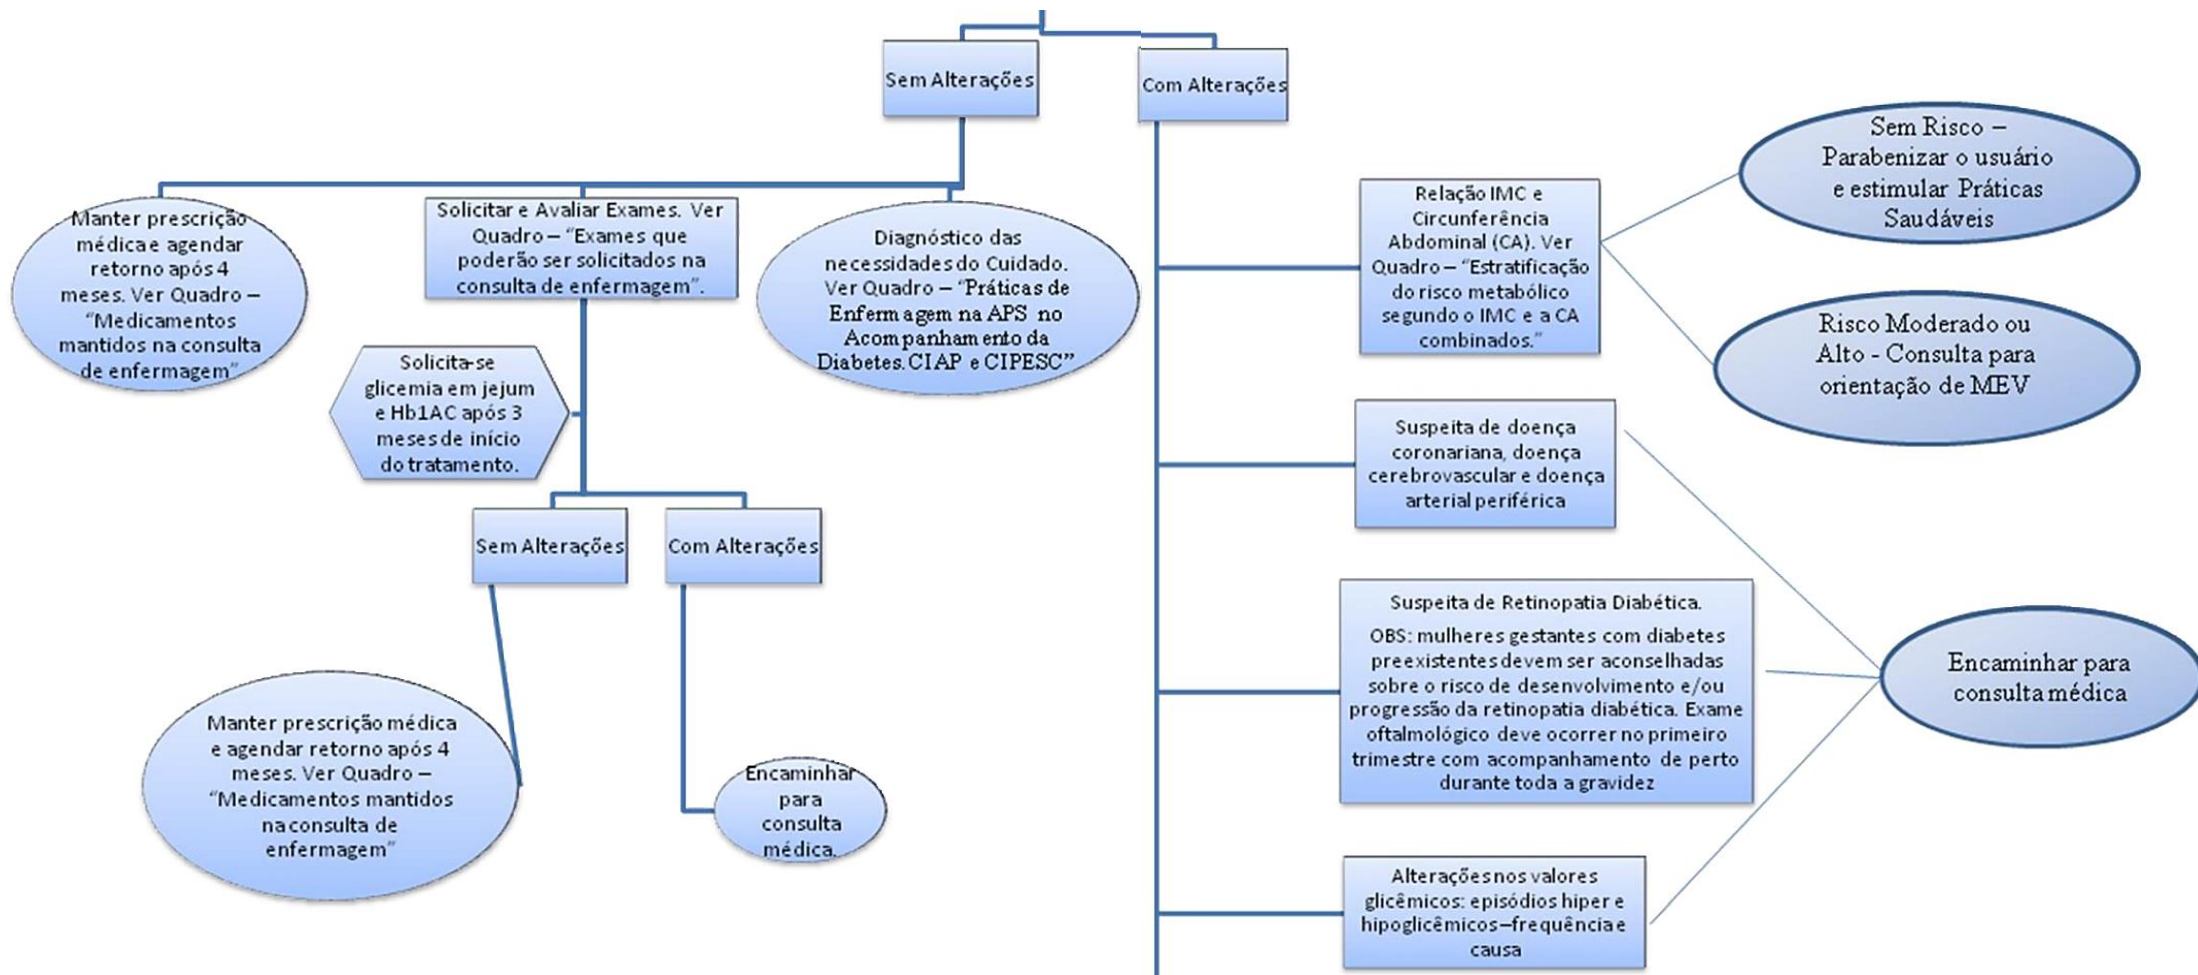 Sem Alterações
Com Alterações
Manter prescrição
médica e agendar
retorno após 4
meses. Ver Quadro –
“Medicamentos
mantidos na consulta
de enfermagem”
Solicitar e Avaliar Exames. Ver
Quadro – “Exames que
poderão ser solicitados na
consulta de enfermagem”.
Diagnóstico das
necessidades do Cuidado.
Ver Quadro – “Práticas de
Enfermagem na APS no
Acompanhamento da
Diabetes. CIAP e CIPESC”
Solicita-se
glicemia em jejum
e Hb1AC após 3
meses de início
do tratamento.
Sem Alterações
Com Alterações
Manter prescrição médica
e agendar retorno após 4
meses. Ver Quadro –
“Medicamentos mantidos
na consulta de
enfermagem”
Encaminhar
para
consulta
médica.
Relação IMC e
Circunferência
Abdominal (CA). Ver
Quadro – “Estratificação
do risco metabólico
segundo o IMC e a CA
combinados.”
Sem Risco –
Parabenizar o usuário
e estimular Práticas
Saudáveis
Risco Moderado ou
Alto - Consulta para
orientação de MEV
Suspeita de doença
coronariana, doença
cerebrovascular e doença
arterial periférica
Suspeita de Retinopatia Diabética.
OBS: mulheres gestantes com diabetes
preexistentes devem ser aconselhadas
sobre o risco de desenvolvimento e/ou
progressão da retinopatia diabética. Exame
oftalmológico deve ocorrer no primeiro
trimestre com acompanhamento de perto
durante toda a gravidez
Alterações nos valores
glicêmicos: episódios hiper e
hipoglicêmicos–frequência e
causa
Encaminhar para
consulta médica